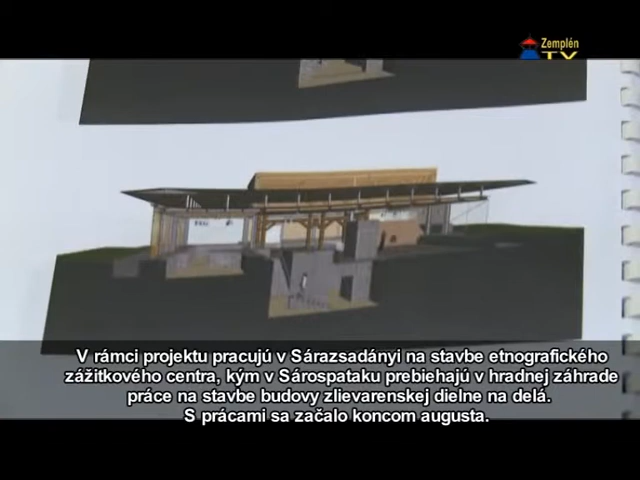 Zemplén
TV
V rámci projektu pracujú v Sárazsadányi na stavbe etnografického
zážitkového centra, kým v Sárospataku prebiehajú v hradnej záhrade
práce na stavbe budovy zlievarenskej dielne na delá.
S prácami sa začalo koncom augusta.